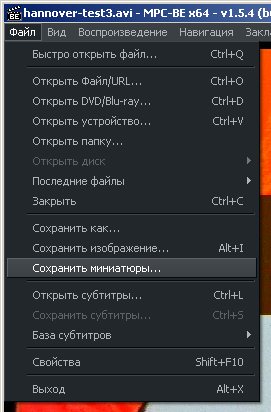 hannover-test3.avi - MPC-BE x64 - v1.5.4
Файл Вид Воспроизведение Навигация
Быстро открыть файл... Ctrl+Q
Открыть Файл/URL... Ctrl+O
Открыть DVD/Blu-ray... Ctrl+D
Открыть устройство... Ctrl+V
Открыть папку...
Открыть диск
Последние файлы
Закрыть Ctrl+C
Сохранить как...
Сохранить изображение... Alt+I
Сохранить миниатюры...
Открыть субтитры... Ctrl+L
Сохранить субтитры... Ctrl+S
База субтитров
Свойства Shift+F10
Выход Alt+X